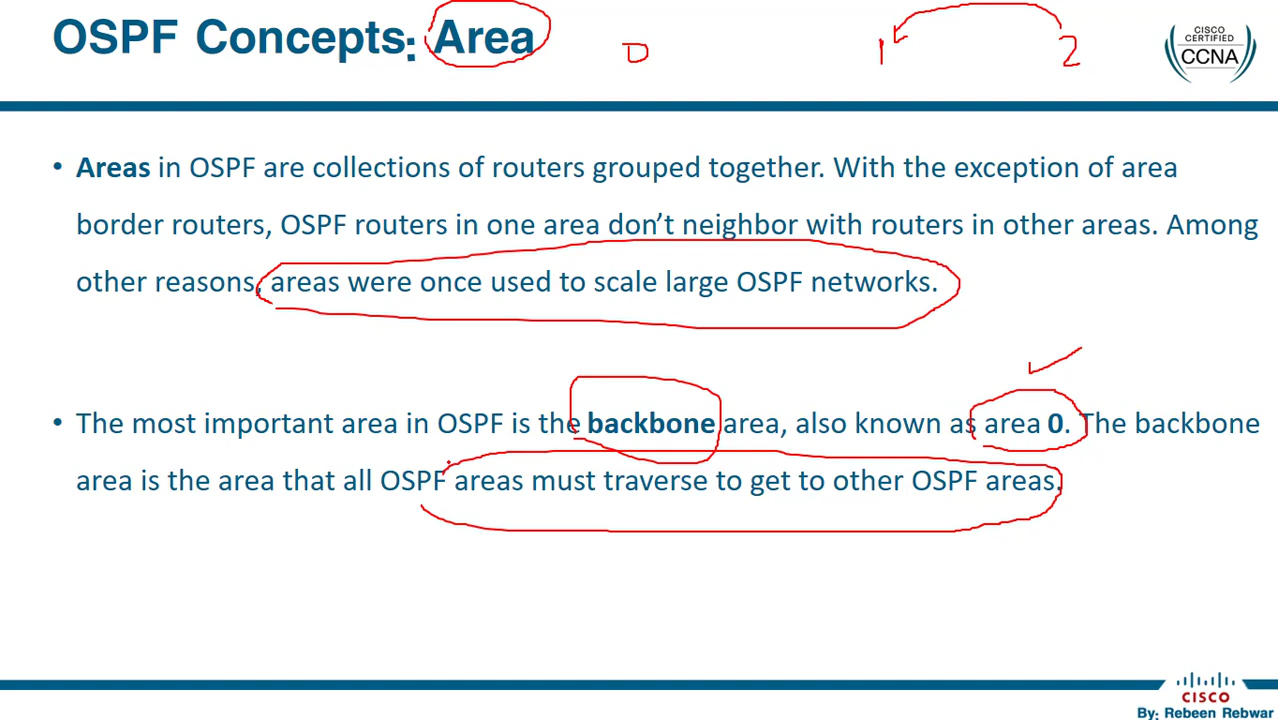 OSPF Concepts: Area
0 1 2
CISCO
CERTIFIED
CCNA
• Areas in OSPF are collections of routers grouped together. With the exception of area
border routers, OSPF routers in one area don’t neighbor with routers in other areas. Among
other reasons, areas were once used to scale large OSPF networks.
• The most important area in OSPF is the backbone area, also known as area 0. The backbone
area is the area that all OSPF areas must traverse to get to other OSPF areas.
CISCO
By: Rebeen Rebwar